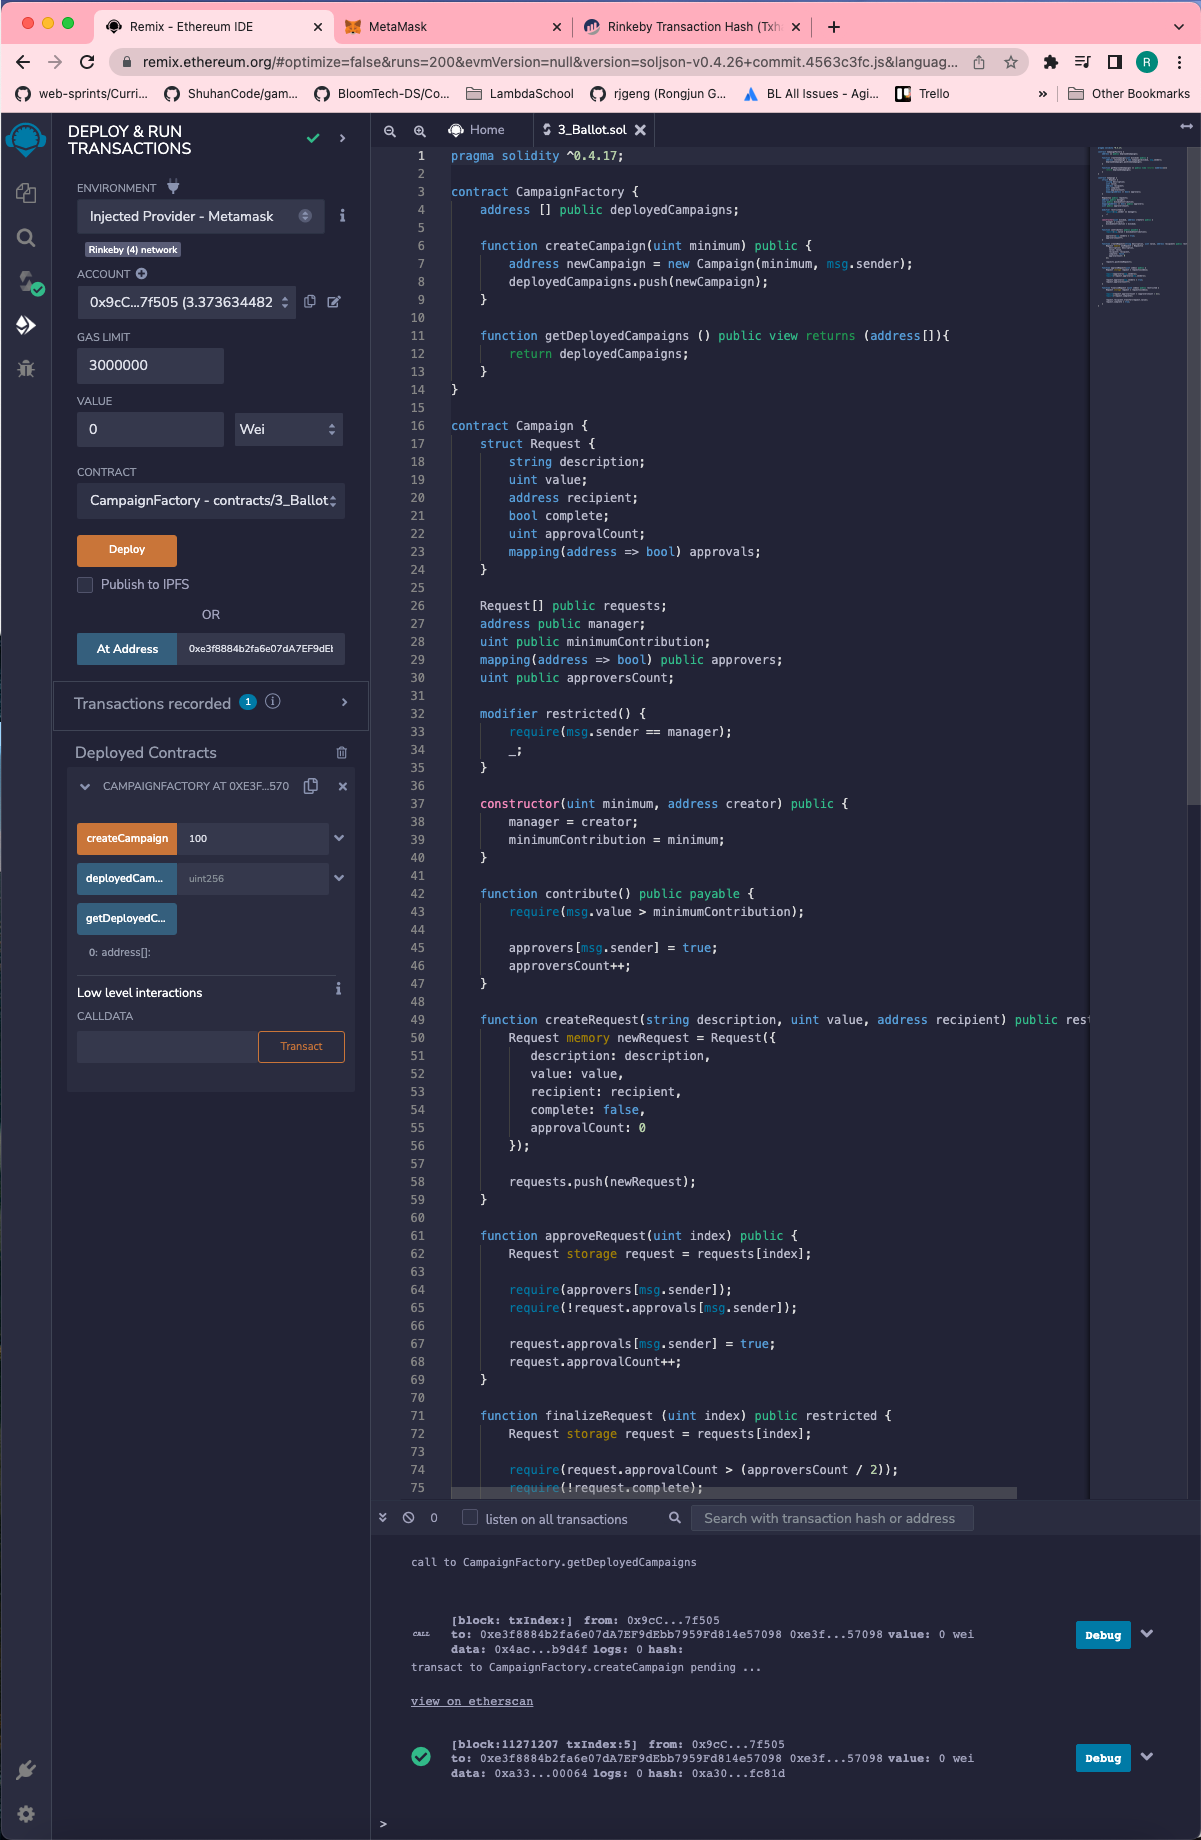 Remix - Ethereum IDE
MetaMask
Rinkeby Transaction Hash (Txh
remix.ethereum.org/#optimize=false&runs=200&evmVersion=null&version=soljson-v0.4.26+commit.4563c3fc.js&languag...
R
web-sprints/Curri...
ShuhanCode/gam...
BloomTech-DS/Co...
LambdaSchool
rjgeng (Rongjun G...
BL All Issues - Agi...
Trello
»
Other Bookmarks
DEPLOY & RUN
TRANSACTIONS
ENVIRONMENT
Injected Provider - Metamask
Rinkeby (4) network
ACCOUNT
0x9cC...7f505 (3.373634482
GAS LIMIT
3000000
VALUE
0
Wei
CONTRACT
CampaignFactory - contracts/3_Ballot
Deploy
Publish to IPFS
OR
At Address
0xe3f8884b2fa6e07dA7EF9dEb
Transactions recorded 1
Deployed Contracts
CAMPAIGNFACTORY AT 0XE3F...570
createCampaign
100
deployedCam...
uint256
getDeployedC...
0: address[]:
Low level interactions
CALLDATA
Transact
Home
3_Ballot.sol
1 pragma solidity ^0.4.17;
2
3 contract CampaignFactory {
4 address [] public deployedCampaigns;
5
6 function createCampaign(uint minimum) public {
7 address newCampaign = new Campaign(minimum, msg.sender);
8 deployedCampaigns.push(newCampaign);
9 }
10
11 function getDeployedCampaigns () public view returns (address[]){
12 return deployedCampaigns;
13 }
14 }
15
16 contract Campaign {
17 struct Request {
18 string description;
19 uint value;
20 address recipient;
21 bool complete;
22 uint approvalCount;
23 mapping(address => bool) approvals;
24 }
25
26 Request[] public requests;
27 address public manager;
28 uint public minimumContribution;
29 mapping(address => bool) public approvers;
30 uint public approversCount;
31
32 modifier restricted() {
33 require(msg.sender == manager);
34 _;
35 }
36
37 constructor(uint minimum, address creator) public {
38 manager = creator;
39 minimumContribution = minimum;
40 }
41
42 function contribute() public payable {
43 require(msg.value > minimumContribution);
44
45 approvers[msg.sender] = true;
46 approversCount++;
47 }
48
49 function createRequest(string description, uint value, address recipient) public rest
50 Request memory newRequest = Request({
51 description: description,
52 value: value,
53 recipient: recipient,
54 complete: false,
55 approvalCount: 0
56 });
57
58 requests.push(newRequest);
59 }
60
61 function approveRequest(uint index) public {
62 Request storage request = requests[index];
63
64 require(approvers[msg.sender]);
65 require(!request.approvals[msg.sender]);
66
67 request.approvals[msg.sender] = true;
68 request.approvalCount++;
69 }
70
71 function finalizeRequest (uint index) public restricted {
72 Request storage request = requests[index];
73
74 require(request.approvalCount > (approversCount / 2));
75 require(!request.complete);
0
listen on all transactions
Search with transaction hash or address
call to CampaignFactory.getDeployedCampaigns
CALL
[block: txIndex:] from: 0x9cC...7f505
to: 0xe3f8884b2fa6e07dA7EF9dEbb7959Fd814e57098 0xe3f...57098 value: 0 wei
data: 0x4ac...b9d4f logs: 0 hash:
Debug
transact to CampaignFactory.createCampaign pending ...
view on etherscan
[block:11271207 txIndex:5] from: 0x9cC...7f505
to: 0xe3f8884b2fa6e07dA7EF9dEbb7959Fd814e57098 0xe3f...57098 value: 0 wei
data: 0xa33...00064 logs: 0 hash: 0xa30...fc81d
Debug
>